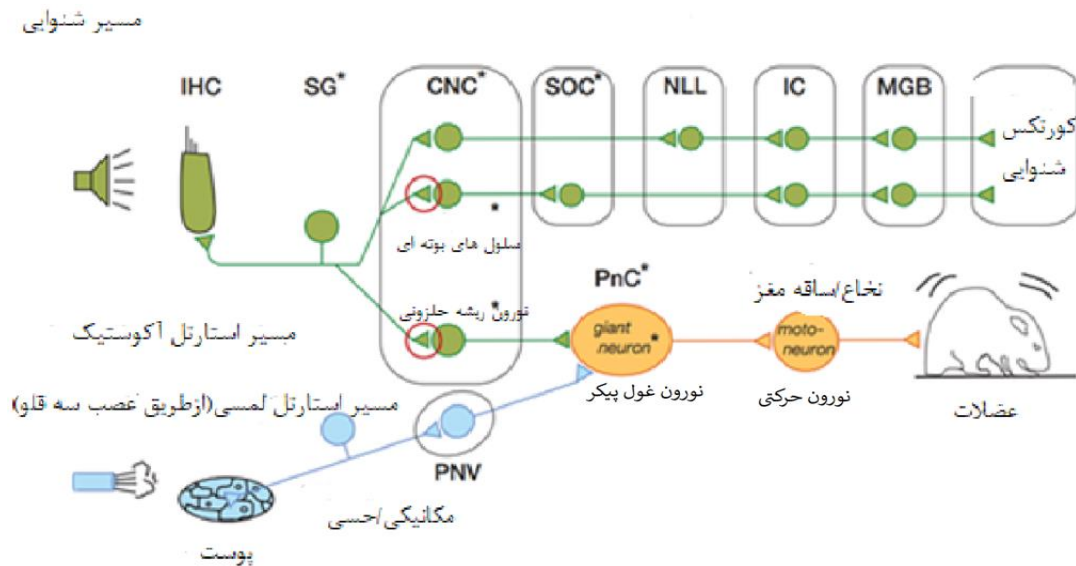 مسیر شنوایی
IHC SG* CNC* SOC* NLL IC MGB
کورتکس
شنوایی
*
سلول های بوته ای
PnC*
نخاع/ساقه مغز
نورون ریشه حلزونی*
مسیر استارتل آکوستیک
giant
neuron*
moto-
neuron
نورون غول پیکر
نورون حرکتی
عضلات
مسیر استارتل لمسی(ازطریق عصب سه قلو)
PNV
مکانیکی/حسی
پوست